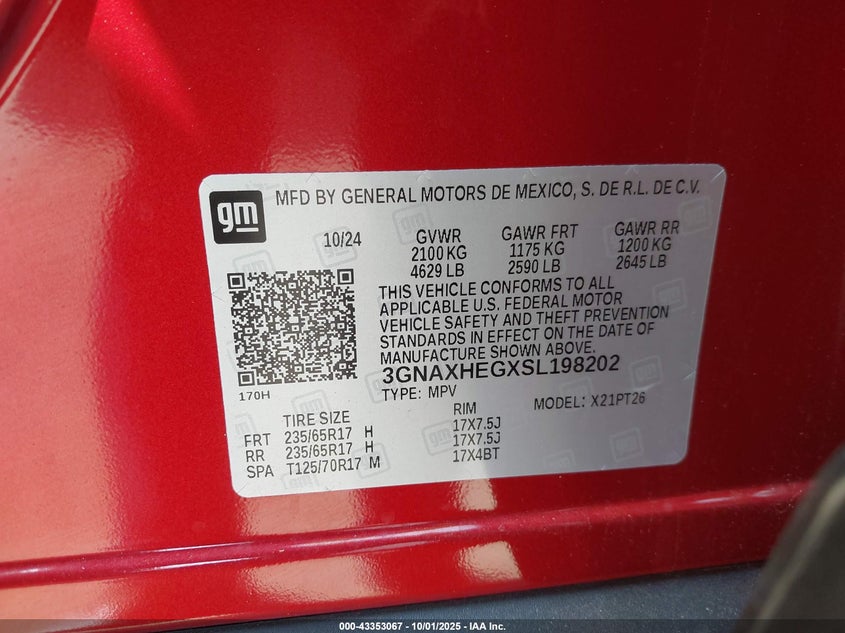 gm
MFD BY GENERAL MOTORS DE MEXICO, S. DE R.L. DE C.V.
10/24 GVWR GAWR FRT GAWR RR
2100 KG 1175 KG 1200 KG
4629 LB 2590 LB 2645 LB
THIS VEHICLE CONFORMS TO ALL
APPLICABLE U.S. FEDERAL MOTOR
VEHICLE SAFETY AND THEFT PREVENTION
STANDARDS IN EFFECT ON THE DATE OF
MANUFACTURE SHOWN ABOVE.
3GNAXHEGXSL198202
170H
TYPE: MPV MODEL: X21PT26
TIRE SIZE RIM
FRT 235/65R17 H 17X7.5J
RR 235/65R17 H 17X7.5J
SPA T125/70R17 M 17X4BT
000-43353067 - 10/01/2025 - IAA Inc.